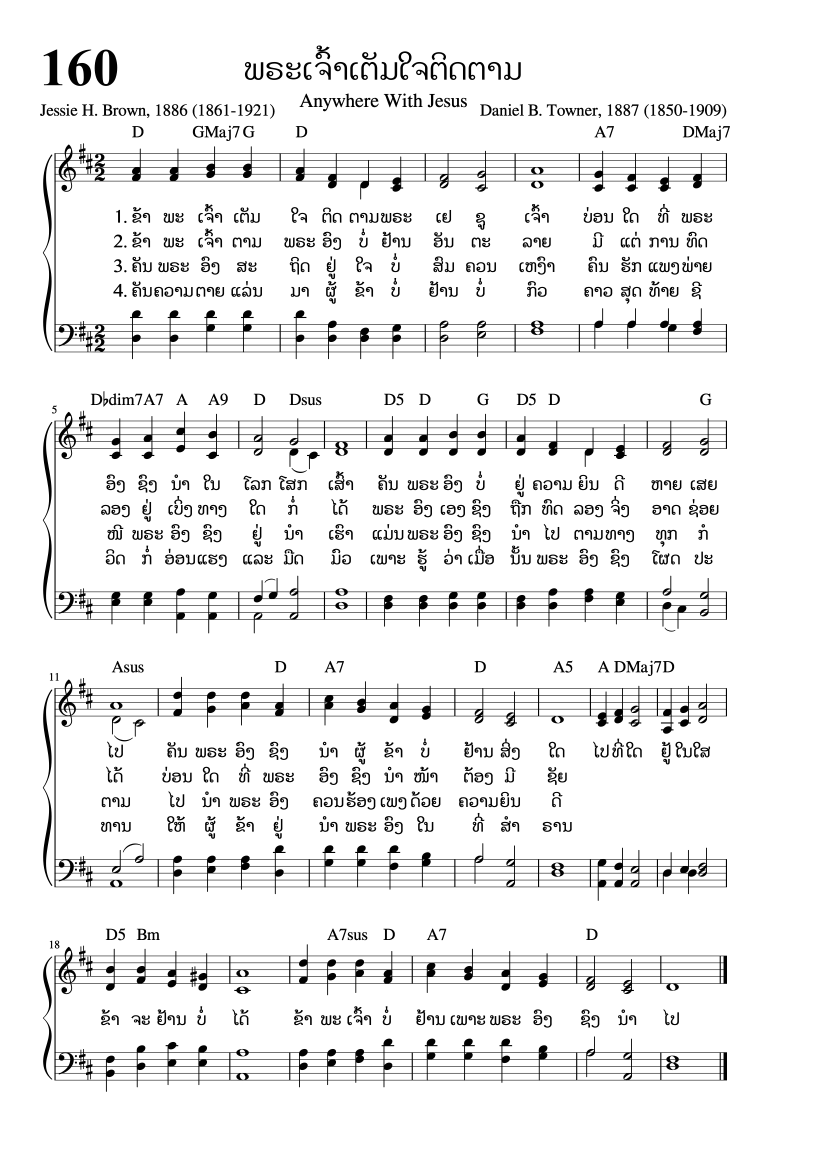 160
ພຣະເຈົ້າເຕັມໃຈຕິດຕາມ
Anywhere With Jesus
Jessie H. Brown, 1886 (1861-1921)
Daniel B. Towner, 1887 (1850-1909)
D GMaj7 G D A7 DMaj7
1. ຂ້າ ພະ ເຈົ້າ ເຕັມ ໃຈ ຕິດ ຕາມພຣະ ເຢ ຊູ ເຈົ້າ ບ່ອນ ໃດ ທີ່ ພຣະ
2. ຂ້າ ພະ ເຈົ້າ ຕາມ ພຣະ ອົງ ບໍ່ ຢ້ານ ອັນ ຕະ ລາຍ ມີ ແຕ່ ການ ທົດ
3. ຄັນ ພຣະ ອົງ ສະ ຖິດ ຢູ່ ໃຈ ບໍ່ ສົມ ຄວນ ເຫງົາ ຄົນ ຮັກ ແພງພ່າຍ
4. ຄັນຄວາມຕາຍ ແລ່ນ ມາ ຜູ້ ຂ້າ ບໍ່ ຢ້ານ ບໍ່ ກົວ ຄາວ ສຸດ ທ້າຍ ຊີ
5 D♭dim7 A7 A A9 D Dsus D5 D G D5 D G
ອົງ ຊົງ ນຳ ໃນ ໂລກ ໂສກ ເສົ້າ ຄັນ ພຣະ ອົງ ບໍ່ ຢູ່ ຄວາມ ຍິນ ດີ ຫາຍ ເສຍ
ລອງ ຢູ່ ເບິ່ງ ທາງ ໃດ ກໍ່ ໄດ້ ພຣະ ອົງ ເອງ ຊົງ ຖືກ ທົດ ລອງ ຈິ່ງ ອາດ ຊ່ອຍ
ໜີ ພຣະ ອົງ ຊົງ ຢູ່ ນຳ ເຮົາ ແມ່ນ ພຣະ ອົງ ຊົງ ນຳ ໄປ ຕາມທາງ ທຸກ ກໍ
ວິດ ກໍ່ ອ່ອນແຮງ ແລະ ມືດ ມົວ ເພາະ ຮູ້ ວ່າ ເມື່ອ ນັ້ນ ພຣະ ອົງ ຊົງ ໂຜດ ປະ
11 Asus D A7 D A5 A D DMaj7 D
ໄປ ຄັນ ພຣະ ອົງ ຊົງ ນຳ ຜູ້ ຂ້າ ບໍ່ ຢ້ານ ສິ່ງ ໃດ ໄປ ທີ່ ໃດ ຢູ້ ໃນໃສ
ໄດ້ ບ່ອນ ໃດ ທີ່ ພຣະ ອົງ ຊົງ ນຳ ໜ້າ ຕ້ອງ ມີ ຊັຍ
ຕາມ ໄປ ນຳ ພຣະ ອົງ ຄວນຮ້ອງ ເພງ ດ້ວຍ ຄວາມຍິນ ດີ
ທານ ໃຫ້ ຜູ້ ຂ້າ ຢູ່ ນຳ ພຣະ ອົງ ໃນ ທີ່ ສຳ ຣານ
18 D5 Bm A7sus D A7 D
ຂ້າ ຈະ ຢ້ານ ບໍ່ ໄດ້ ຂ້າ ພະ ເຈົ້າ ບໍ່ ຢ້ານ ເພາະ ພຣະ ອົງ ຊົງ ນຳ ໄປ